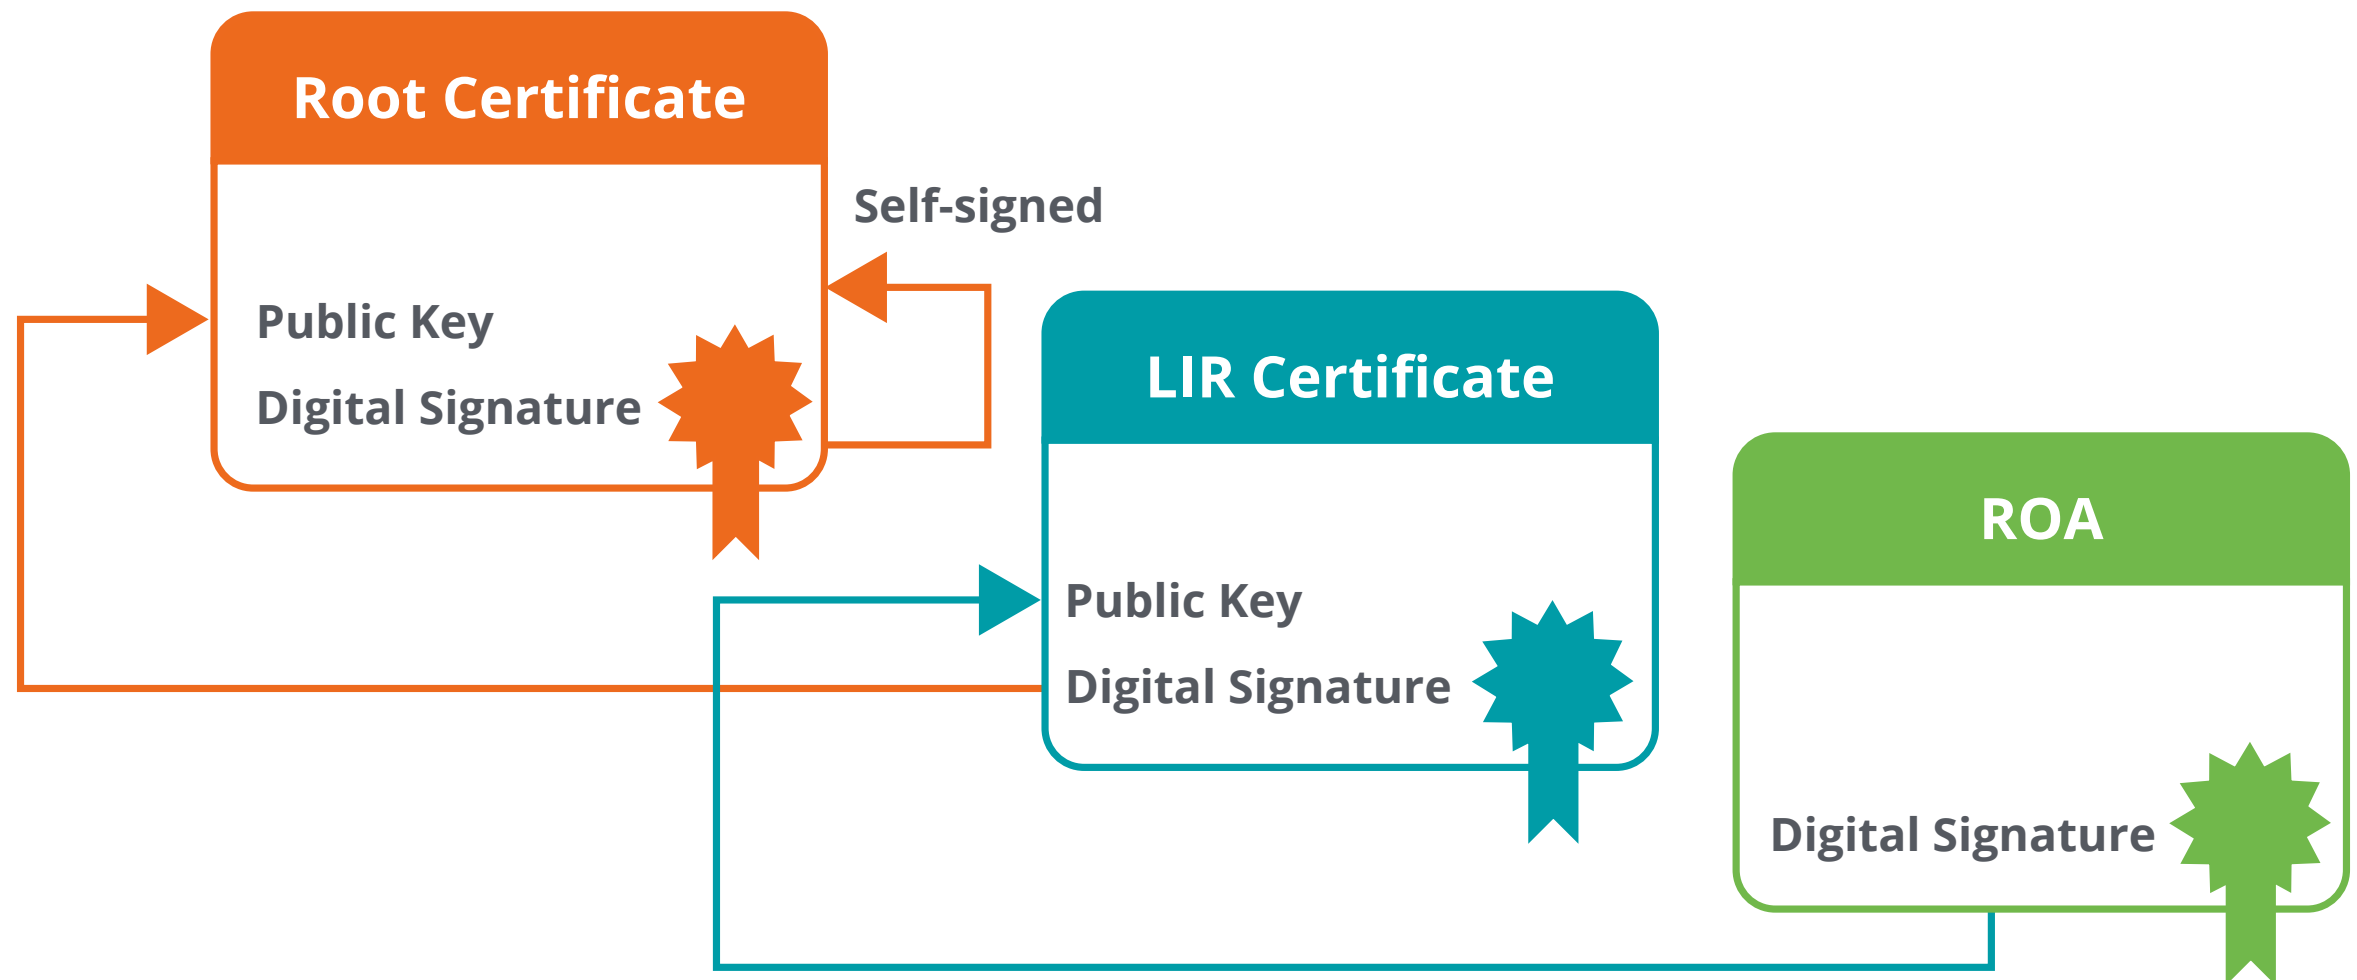 Root Certificate
Self-signed
Public Key
Digital Signature
LIR Certificate
Public Key
Digital Signature
ROA
Digital Signature